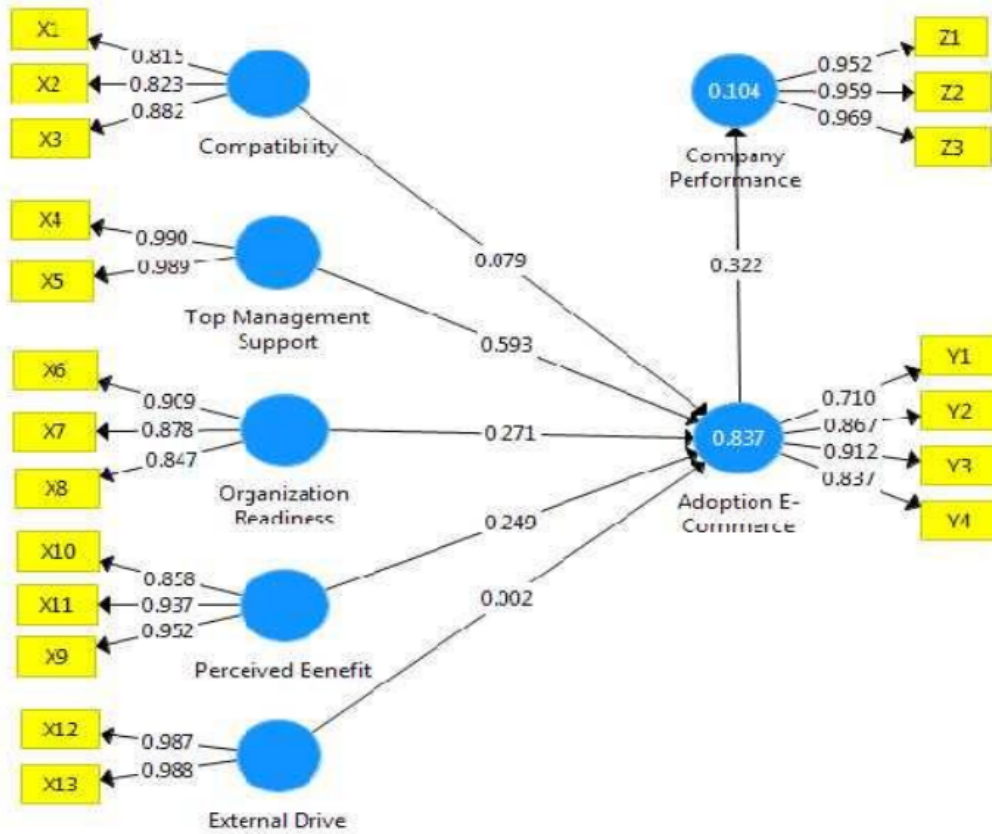 X1
0.815
X2
0.823
X3
0.882
Compatibility
X4
0.990
X5
0.989
Top Management
Support
X6
0.909
X7
0.878
X8
0.847
Organization
Readiness
X10
0.858
X11
0.937
X9
0.952
Perceived Benefit
X12
0.987
X13
0.988
External Drive
0.079
0.593
0.271
0.249
0.002
0.104
Company
Performance
0.952
Z1
0.959
Z2
0.969
Z3
0.322
0.837
Adoption E-
Commerce
0.710
Y1
0.867
Y2
0.912
Y3
0.837
Y4